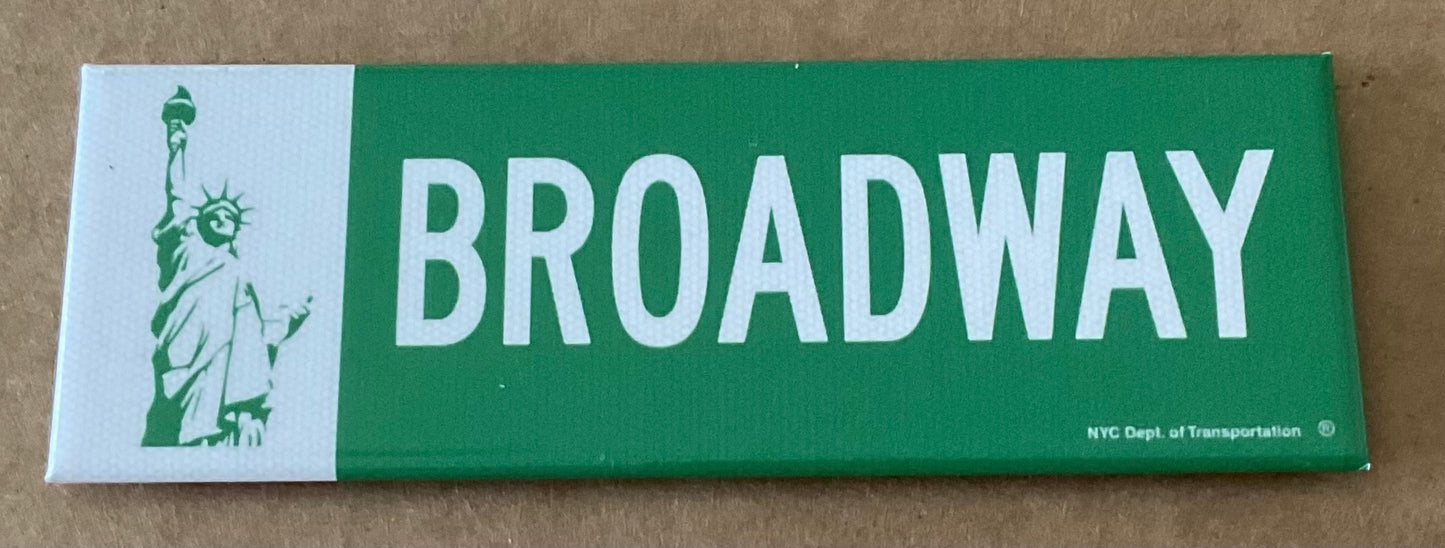 BROADWAY
NYC Dept. of Transportation ®